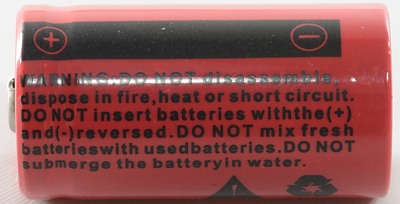 + −
WARNING:DO NOT disassemble,
dispose in fire,heat or short circuit.
DO NOT insert batteries withthe(+)
and(-)reversed.DO NOT mix fresh
batterieswith usedbatteries.DO NOT
submerge the batteryin water.